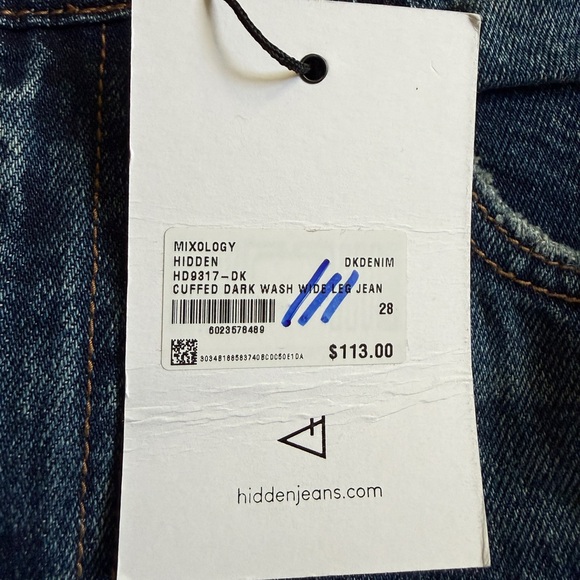 MIXOLOGY
HIDDEN DKDENIM
HD9317-DK
CUFFED DARK WASH WIDE LEG JEAN
28
6023578489
$113.00
hiddenjeans.com